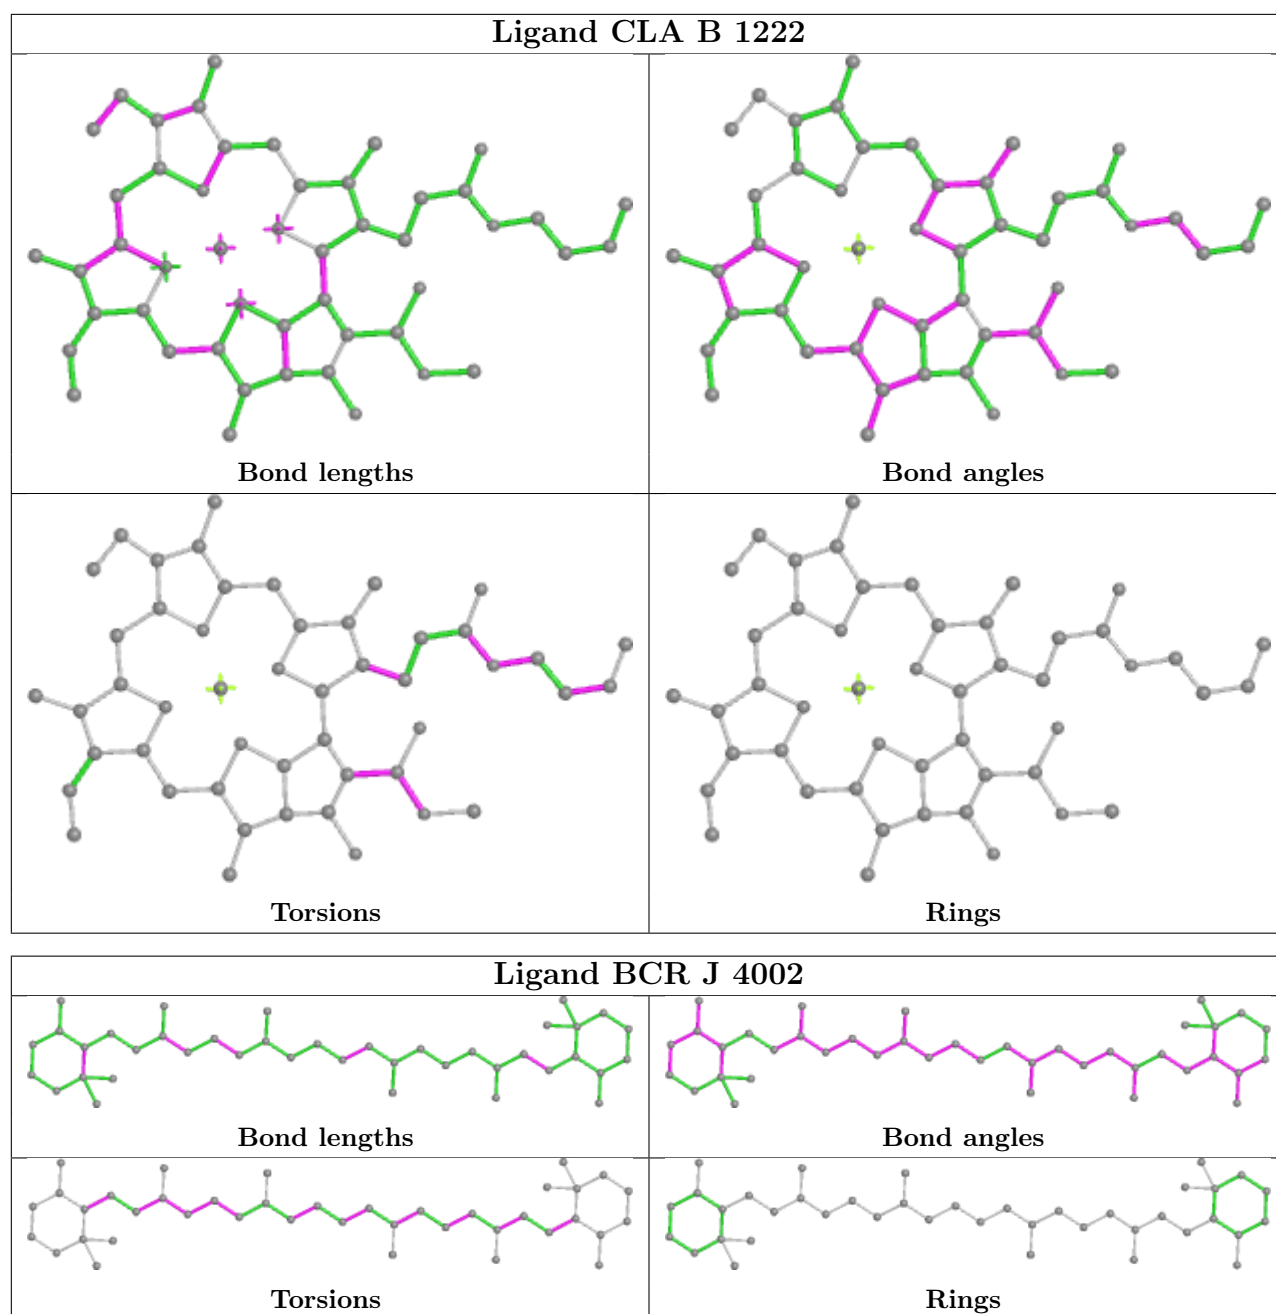 Ligand CLA B 1222
Bond lengths
Bond angles
Torsions
Rings
Ligand BCR J 4002
Bond lengths
Bond angles
Torsions
Rings